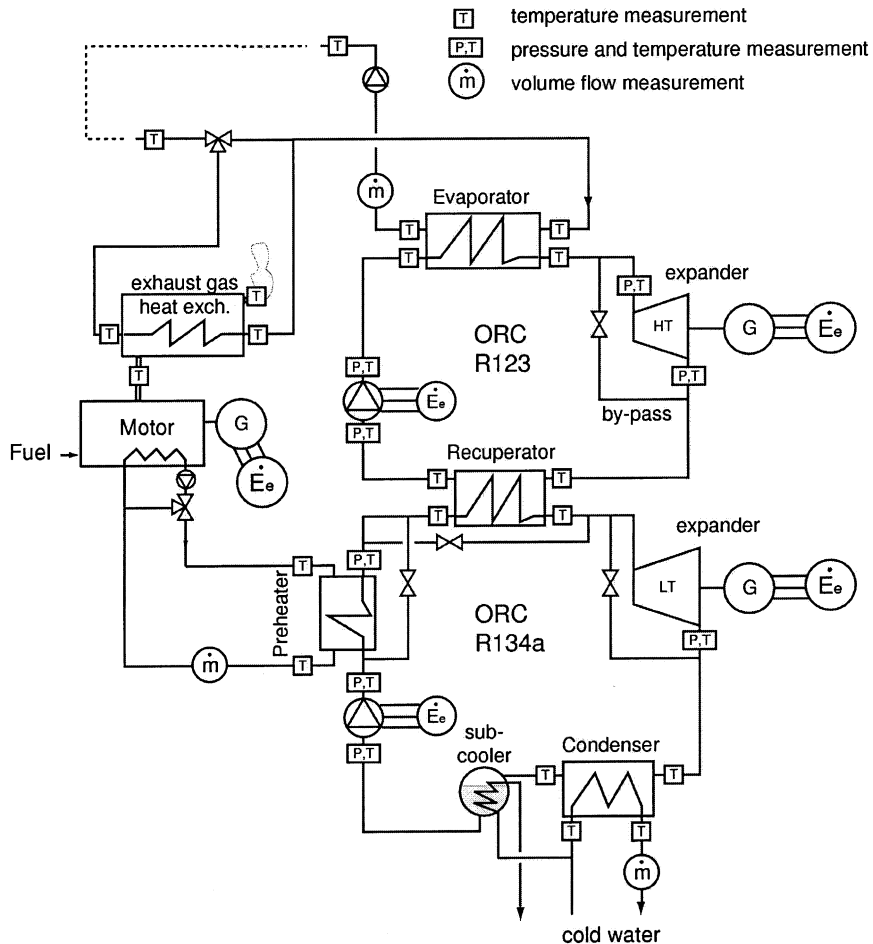 T temperature measurement
P,T pressure and temperature measurement
ṁ volume flow measurement
T
T
ṁ
Evaporator
T T
T T
exhaust gas
heat exch.
T
T T
T
P,T
expander
HT
G
Ėe
P,T
by-pass
ORC
R123
P,T
Ėe
P,T
Motor
Fuel
G
Ėe
Recuperator
T T
T T
expander
LT
G
Ėe
P,T
P,T
T
Preheater
ṁ
T
ORC
R134a
P,T
Ėe
P,T
sub-
cooler
Condenser
T T
T T
ṁ
cold water